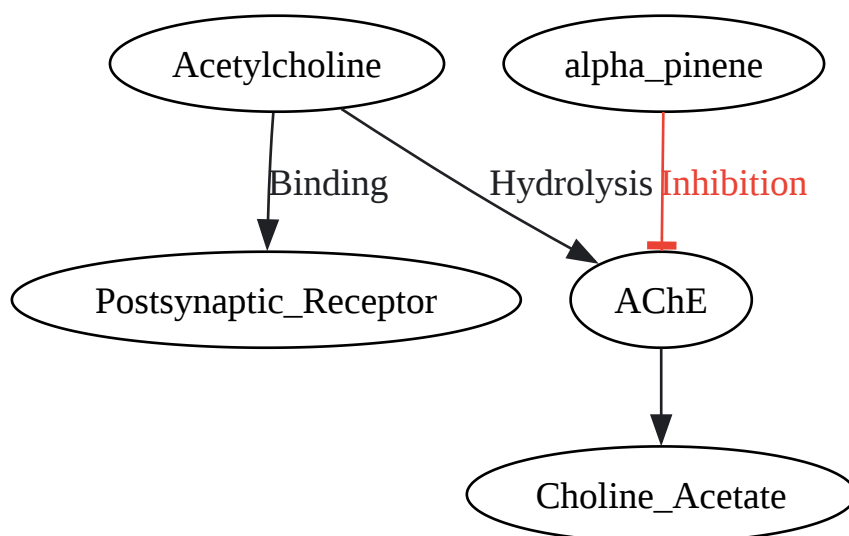 Acetylcholine
alpha_pinene
Binding
Hydrolysis
Inhibition
Postsynaptic_Receptor
AChE
Choline_Acetate